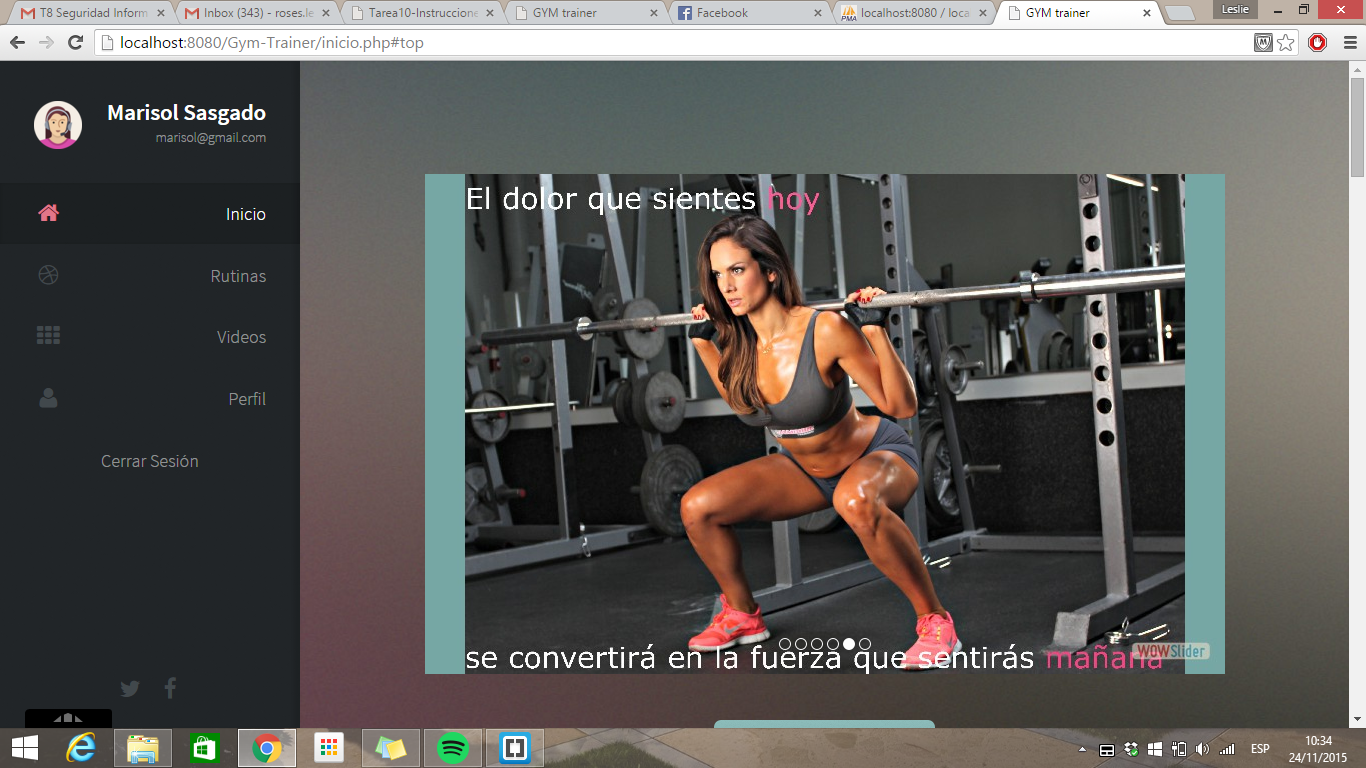 T8 Seguridad Inform
Inbox (343) - roses.le
Tarea10-Instruccione
GYM trainer
Facebook
localhost:8080 / loca
GYM trainer
Leslie
localhost:8080/Gym-Trainer/inicio.php#top
Marisol Sasgado
marisol@gmail.com
Inicio
Rutinas
Videos
Perfil
Cerrar Sesión
El dolor que sientes hoy
se convertirá en la fuerza que sentirás mañana
WOWSlider
ESP
10:34
24/11/2015